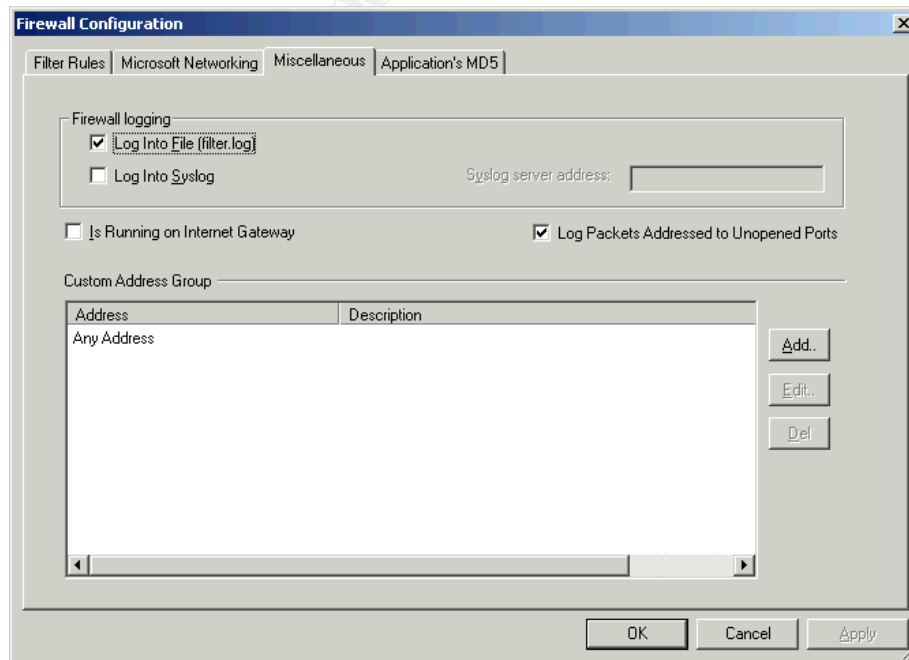 Firewall Configuration
Filter Rules
Microsoft Networking
Miscellaneous
Application's MD5
Firewall logging
Log Into File (filter.log)
Log Into Syslog
Syslog server address:
Is Running on Internet Gateway
Log Packets Addressed to Unopened Ports
Custom Address Group
Address
Description
Any Address
Add..
Edit..
Del
OK
Cancel
Apply